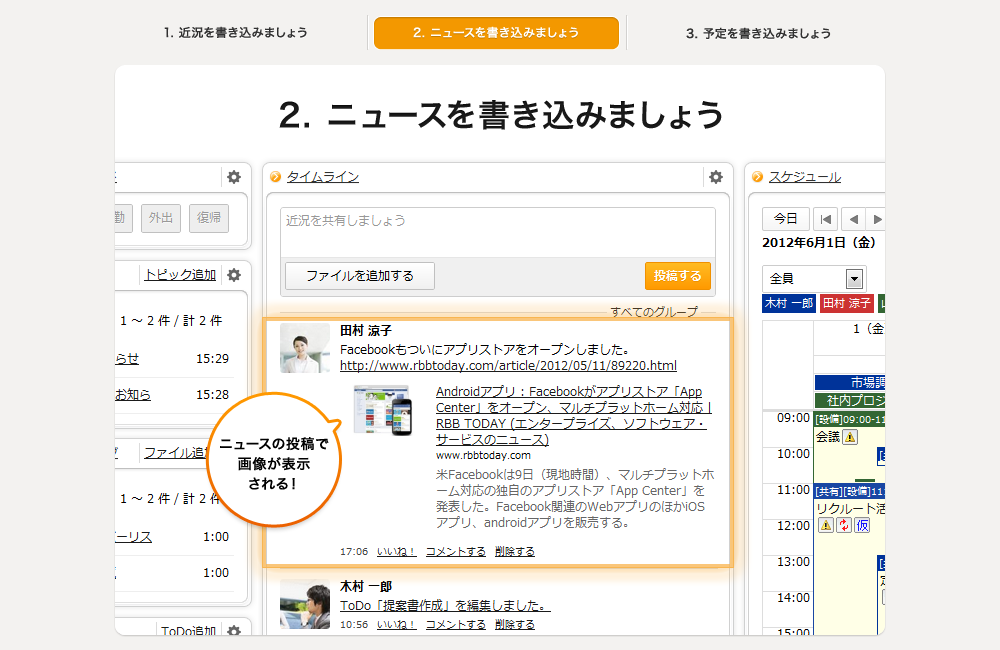 1. 近況を書き込みましょう
2. ニュースを書き込みましょう
3. 予定を書き込みましょう
2. ニュースを書き込みましょう
勤
外出
復帰
トピック追加
1 ～ 2 件 / 計 2 件
らせ
15:29
お知らせ
15:28
ファイル追
1 ～ 2 件 / 計 2 件
ーリス
1:00
1:00
ToDo追加
タイムライン
近況を共有しましょう
ファイルを追加する
投稿する
すべてのグループ
田村 涼子
Facebookもついにアプリストアをオープンしました。
http://www.rbbtoday.com/article/2012/05/11/89220.html
Androidアプリ：Facebookがアプリストア「App
Center」をオープン、マルチプラットホーム対応 |
RBB TODAY (エンタープライズ、ソフトウェア・
サービスのニュース)
www.rbbtoday.com
米Facebookは9日（現地時間）、マルチプラットホ
ーム対応の独自のアプリストア「App Center」を
発表した。Facebook関連のWebアプリのほかiOS
アプリ、androidアプリを販売する。
17:06 いいね！ コメントする 削除する
ニュースの投稿で
画像が表示
される!
木村 一郎
ToDo「提案書作成」を編集しました。
10:56 いいね！ コメントする 削除する
スケジュール
今日
2012年6月1日（金）
全員
木村 一郎
田村 涼子
1（金
市場調
社内プロジ
09:00
[設備]09:00-11
会議
10:00
11:00
[共有][設備]11:
リクルート活
仮
12:00
13:00
14:00
15:00